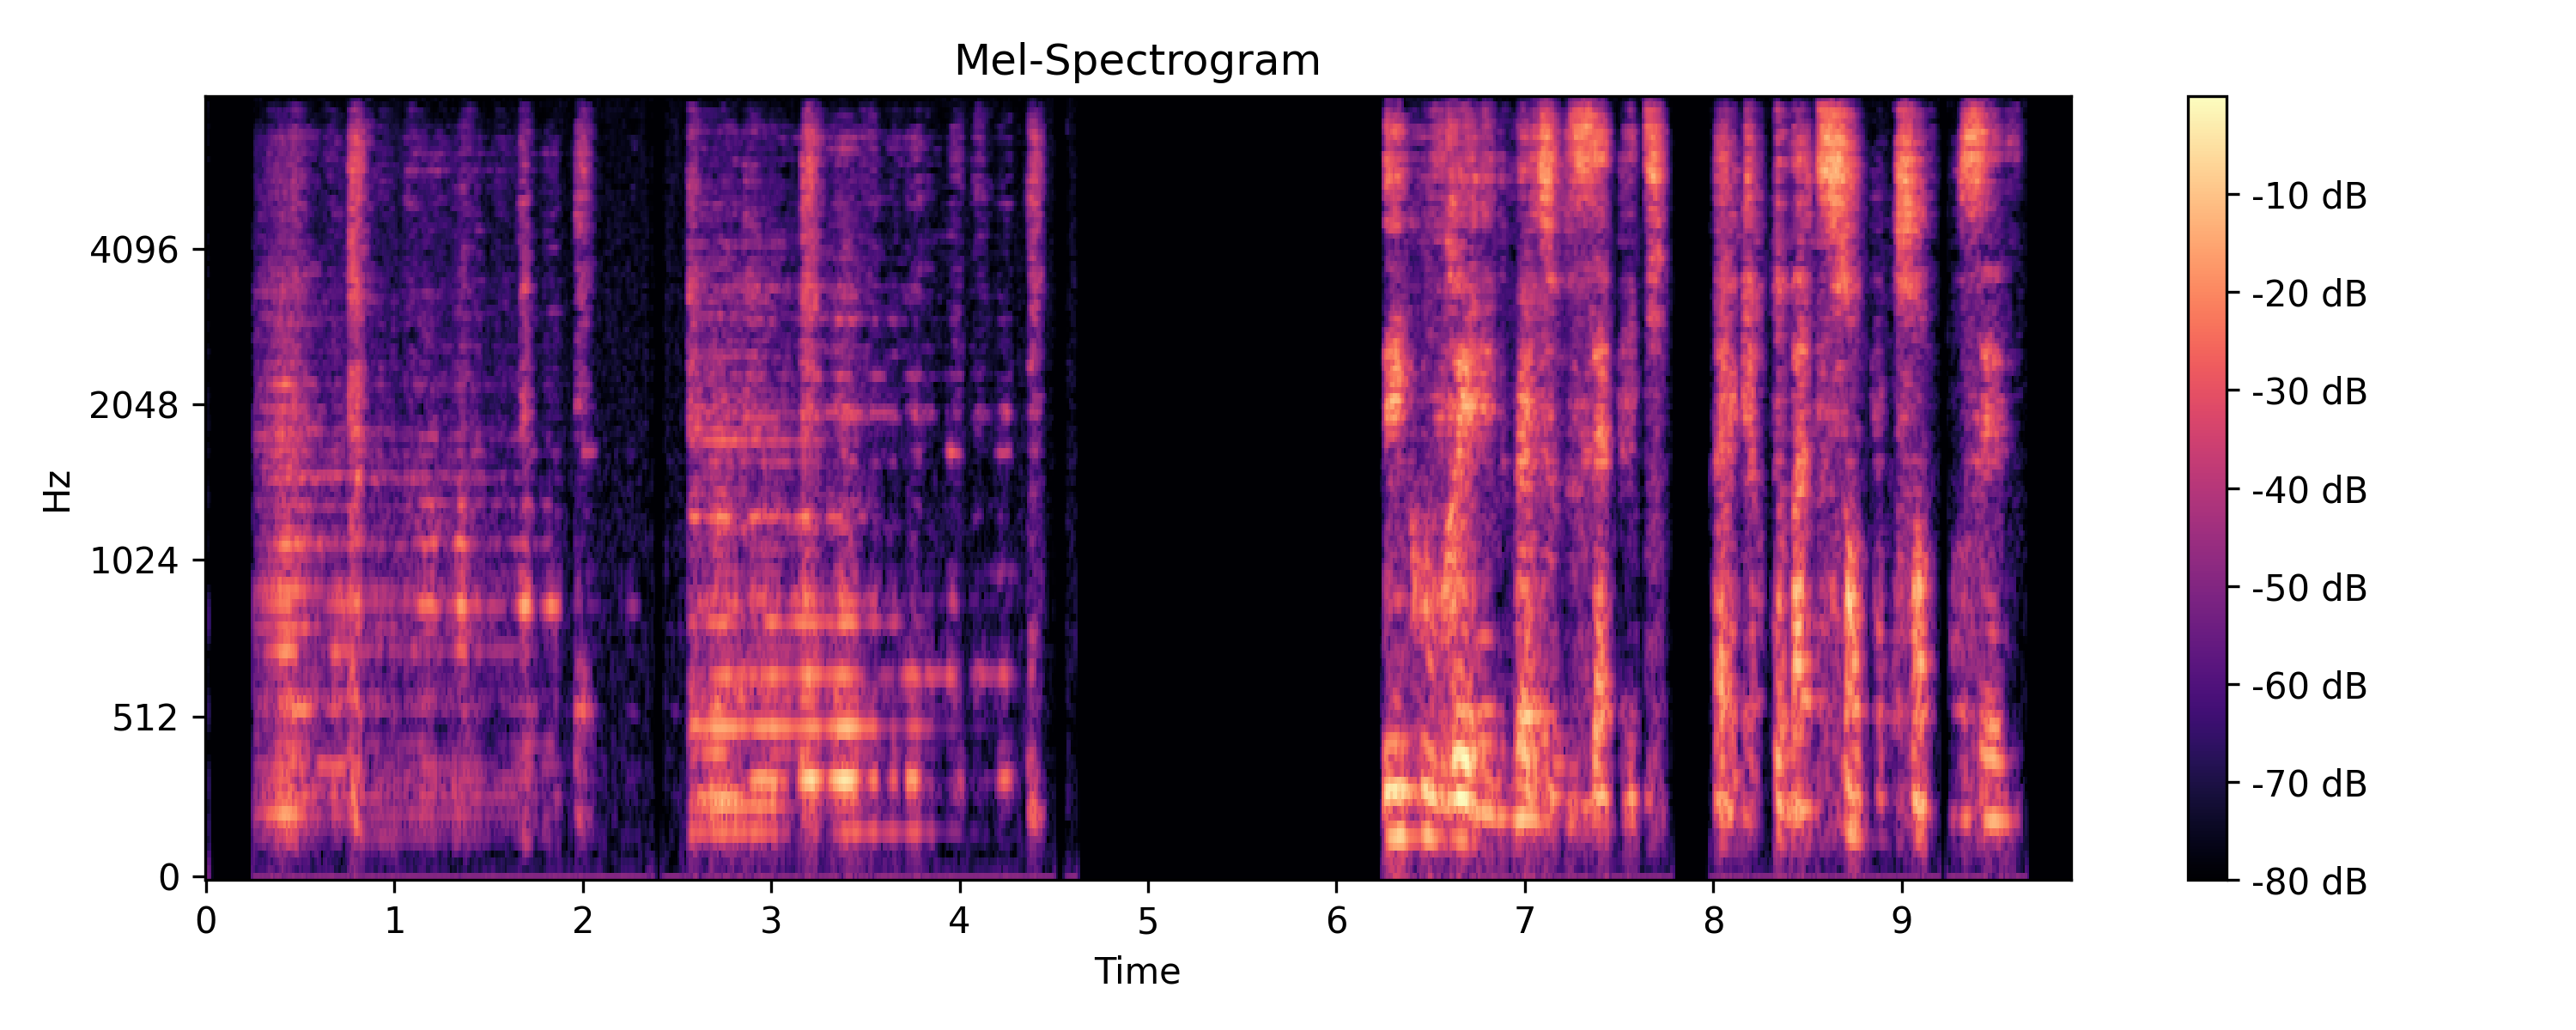 Mel-Spectrogram
Hz
4096
2048
1024
512
0
0 1 2 3 4 5 6 7 8 9
Time
-10 dB
-20 dB
-30 dB
-40 dB
-50 dB
-60 dB
-70 dB
-80 dB